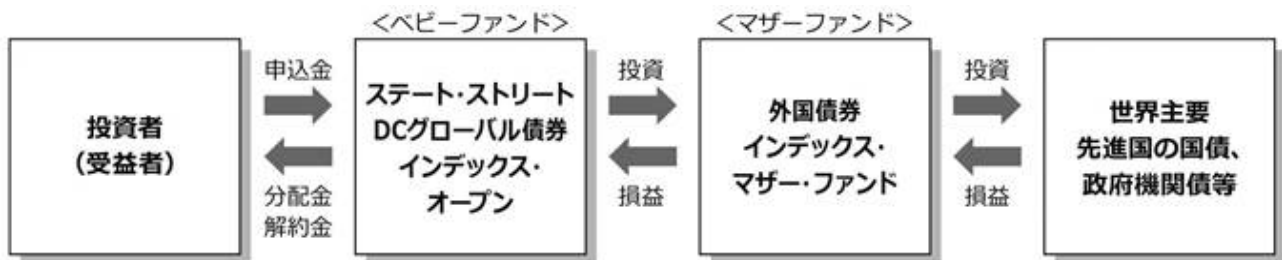 <ベビーファンド>
<マザーファンド>
投資者
(受益者)
申込金
分配金
解約金
ステート・ストリート
DCグローバル債券
インデックス・
オープン
投資
損益
外国債券
インデックス・
マザー・ファンド
投資
損益
世界主要
先進国の国債、
政府機関債等